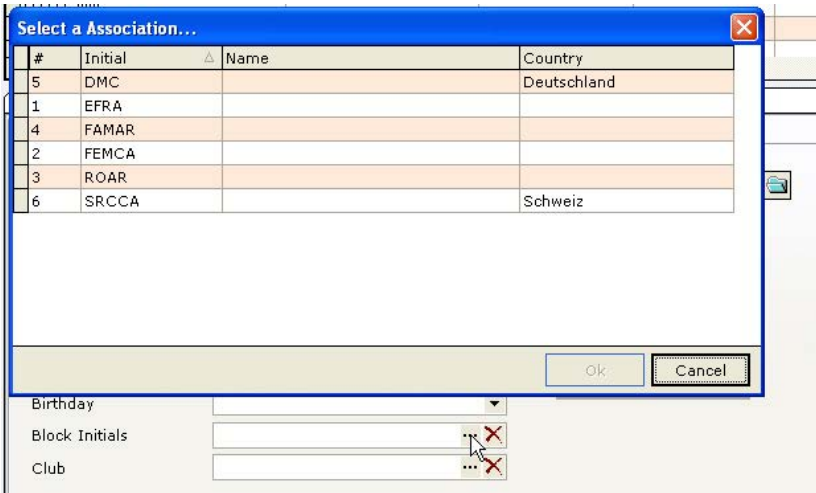 Select a Association...
# Initial Name Country
5 DMC Deutschland
1 EFRA
4 FAMAR
2 FEMCA
3 ROAR
6 SRCCA Schweiz
Ok Cancel
Birthday
Block Initials ...
Club ...